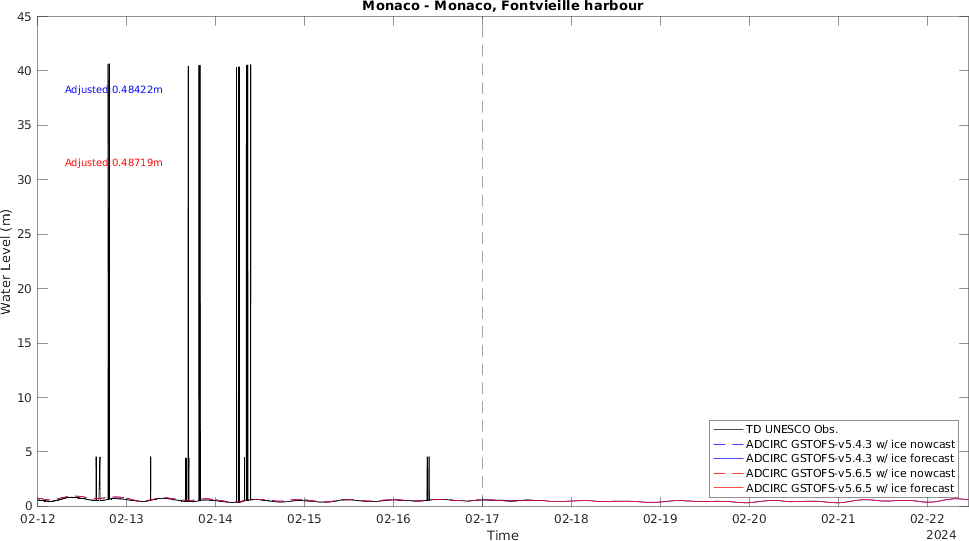 Monaco - Monaco, Fontvieille harbour
45
40
35
30
25
20
15
10
5
0
Water Level (m)
Adjusted 0.48422m
Adjusted 0.48719m
TD UNESCO Obs.
ADCIRC GSTOFS-v5.4.3 w/ ice nowcast
ADCIRC GSTOFS-v5.4.3 w/ ice forecast
ADCIRC GSTOFS-v5.6.5 w/ ice nowcast
ADCIRC GSTOFS-v5.6.5 w/ ice forecast
02-12 02-13 02-14 02-15 02-16 02-17 02-18 02-19 02-20 02-21 02-22
Time
2024